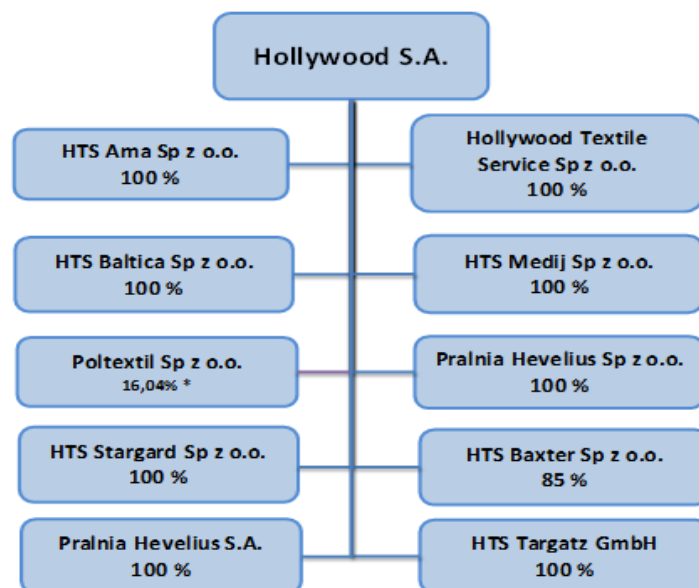 Hollywood S.A.
HTS Ama Sp z o.o.
100 %
Hollywood Textile
Service Sp z o.o.
100 %
HTS Baltica Sp z o.o.
100 %
HTS Medij Sp z o.o.
100 %
Poltextil Sp z o.o.
16,04% *
Pralnia Hevelius Sp z o.o.
100 %
HTS Stargard Sp z o.o.
100 %
HTS Baxter Sp z o.o.
85 %
Pralnia Hevelius S.A.
100 %
HTS Targatz GmbH
100 %